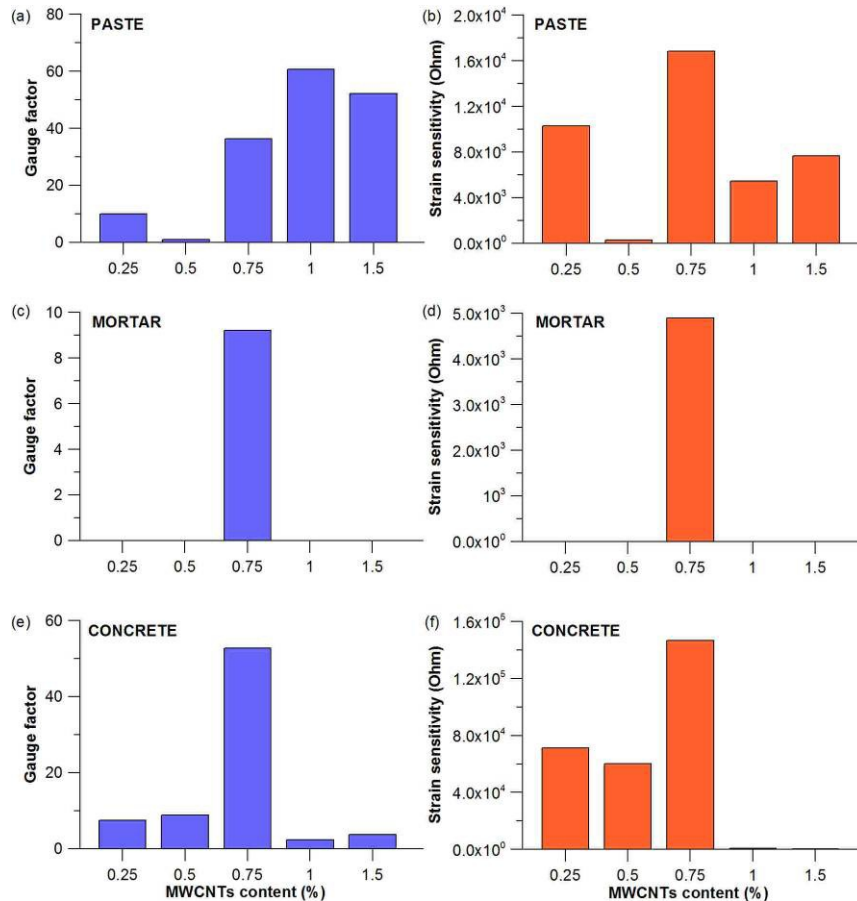 (a)
PASTE
Gauge factor
80
60
40
20
0
0.25 0.5 0.75 1 1.5
(b)
PASTE
Strain sensitivity (Ohm)
2.0x10⁴
1.6x10⁴
1.2x10⁴
8.0x10³
4.0x10³
0.0x10⁰
0.25 0.5 0.75 1 1.5
(c)
MORTAR
Gauge factor
10
8
6
4
2
0
0.25 0.5 0.75 1 1.5
(d)
MORTAR
Strain sensitivity (Ohm)
5.0x10³
4.0x10³
3.0x10³
2.0x10³
10³
0.0x10⁰
0.25 0.5 0.75 1 1.5
(e)
CONCRETE
Gauge factor
60
40
20
0
0.25 0.5 0.75 1 1.5
MWCNTs content (%)
(f)
CONCRETE
Strain sensitivity (Ohm)
1.6x10⁵
1.2x10⁵
8.0x10⁴
4.0x10⁴
0.0x10⁰
0.25 0.5 0.75 1 1.5
MWCNTs content (%)